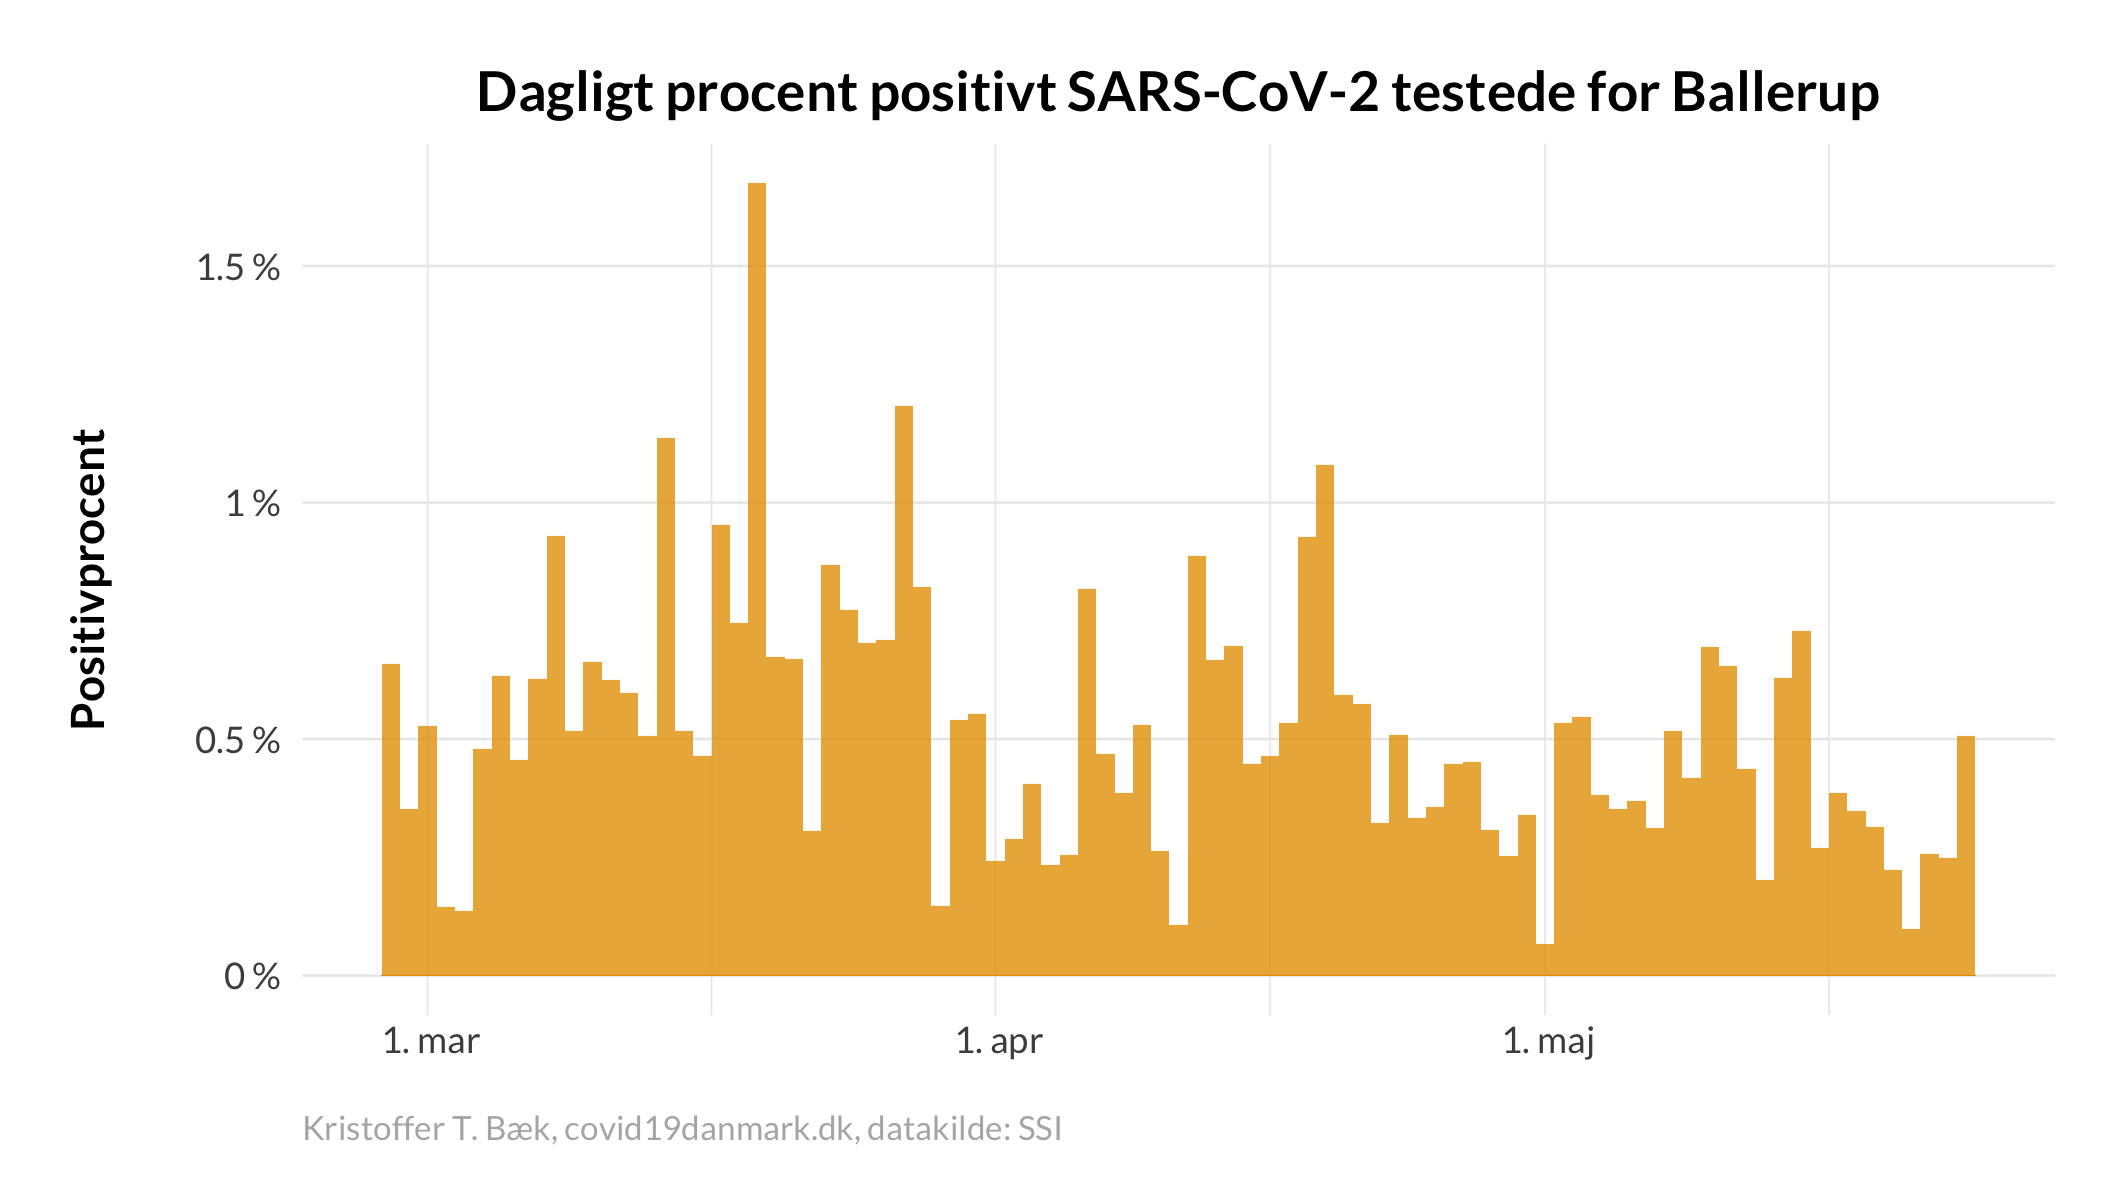 Dagligt procent positivt SARS-CoV-2 testede for Ballerup
Positivprocent
1.5 %
1 %
0.5 %
0 %
1. mar
1. apr
1. maj
Kristoffer T. Bæk, covid19danmark.dk, datakilde: SSI